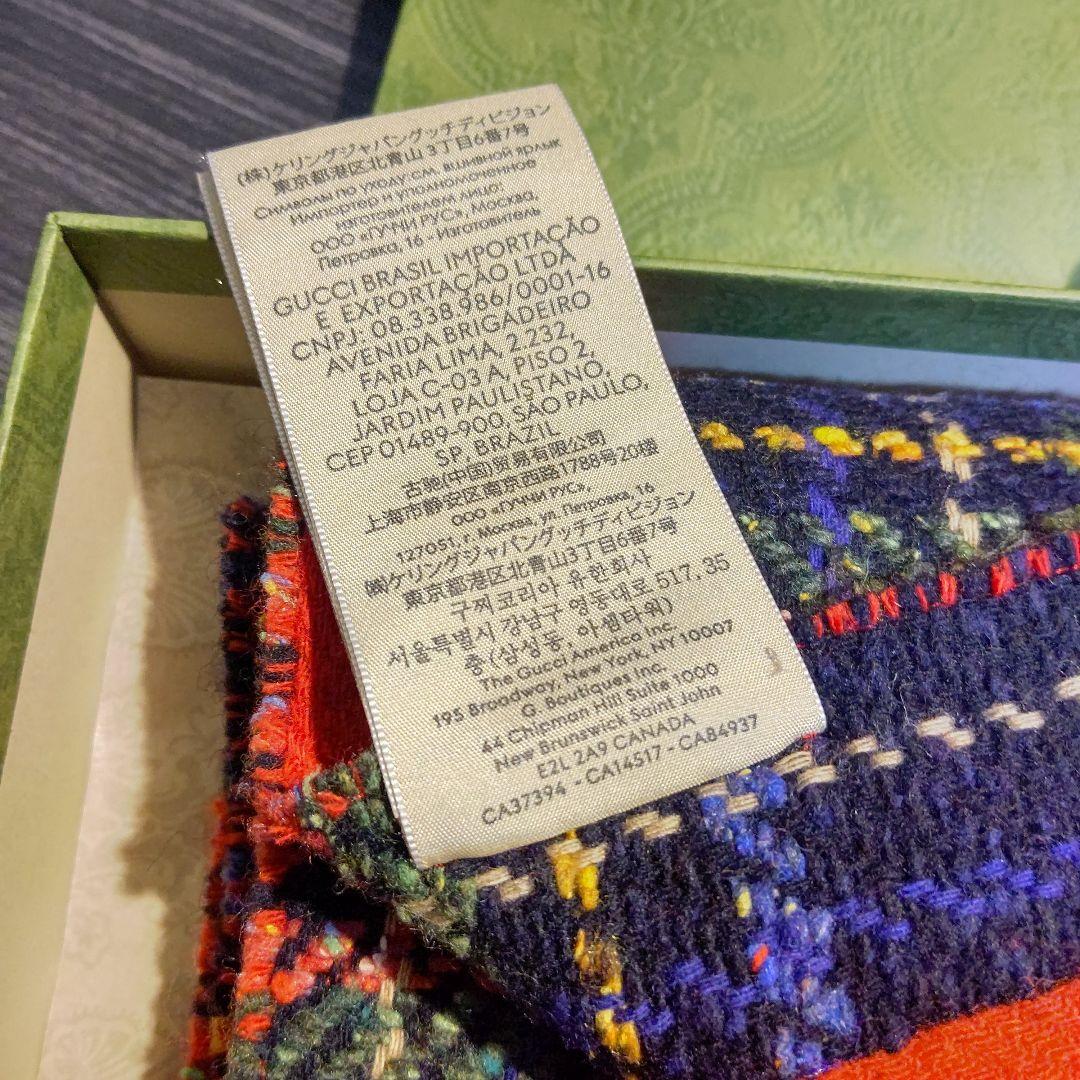 (株)ケリングジャパングッチディビジョン
東京都港区北青山 3丁目6番7号
Символы по уходу: см. вшивной ярлык
Импортер и уполномоченное
изготовителем лицо:
ООО «ГУЧЧИ РУС», Москва,
Петровка, 16 - Изготовитель
GUCCI BRASIL IMPORTAÇÃO
E EXPORTAÇÃO LTDA
CNPJ: 08.338.986/0001-16
AVENIDA BRIGADEIRO
FARIA LIMA, 2.232,
LOJA C-03 A, PISO 2,
JARDIM PAULISTANO,
CEP 01489-900, SÃO PAULO,
SP, BRAZIL
古驰(中国)贸易有限公司
上海市静安区南京西路1788号20楼
ООО «ГУЧЧИ РУС»,
127051, г. Москва, ул. Петровка, 16
㈱ケリングジャパングッチディビジョン
東京都港区北青山3丁目6番7号
구찌 코리아 유한회사
서울특별시 강남구 영동대로 517, 35
층 (삼성동, 아셈타워)
The Gucci America Inc.
195 Broadway, New York, NY 10007
G. Boutiques Inc.
44 Chipman Hill Suite 1000
New Brunswick Saint John
E2L 2A9 CANADA
CA37394 - CA14517 - CA84937